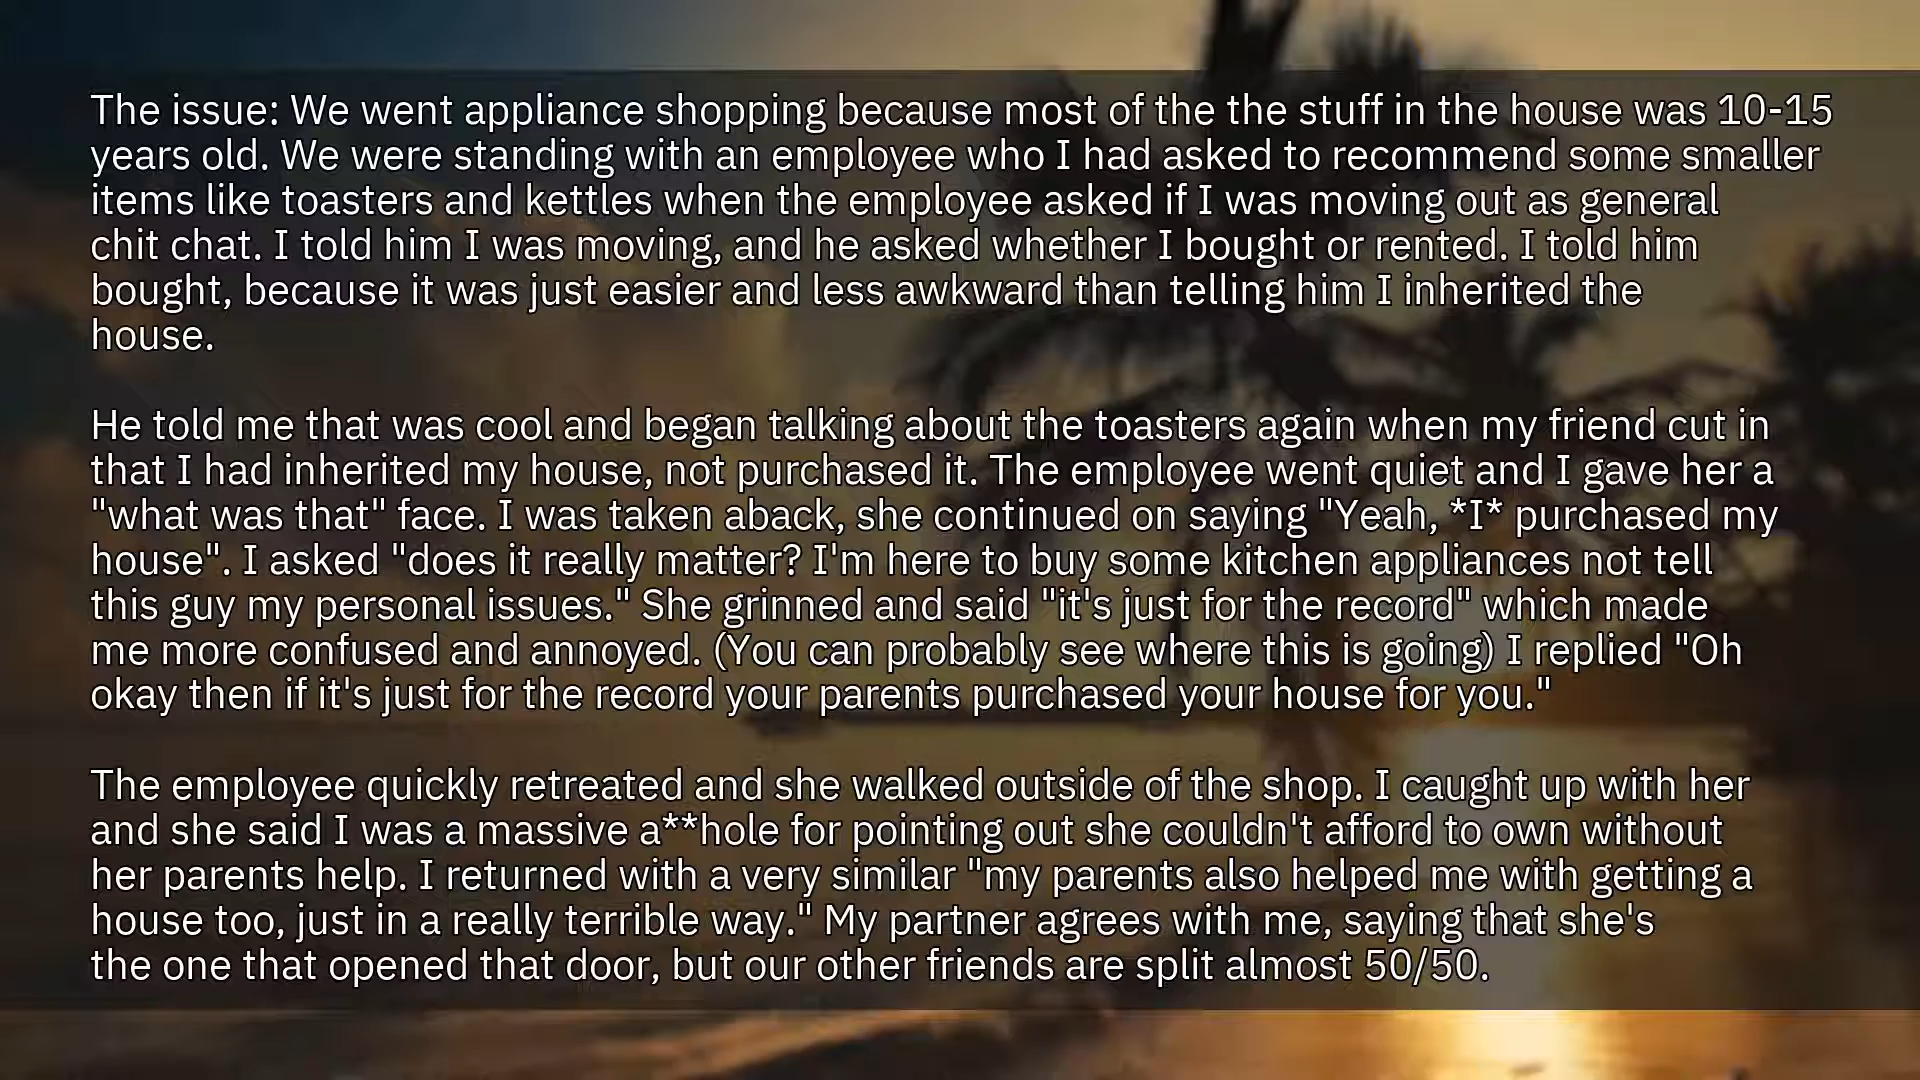 The issue: We went appliance shopping because most of the the stuff in the house was 10-15
years old. We were standing with an employee who I had asked to recommend some smaller
items like toasters and kettles when the employee asked if I was moving out as general
chit chat. I told him I was moving, and he asked whether I bought or rented. I told him
bought, because it was just easier and less awkward than telling him I inherited the
house.
He told me that was cool and began talking about the toasters again when my friend cut in
that I had inherited my house, not purchased it. The employee went quiet and I gave her a
"what was that" face. I was taken aback, she continued on saying "Yeah, *I* purchased my
house". I asked "does it really matter? I'm here to buy some kitchen appliances not tell
this guy my personal issues." She grinned and said "it's just for the record" which made
me more confused and annoyed. (You can probably see where this is going) I replied "Oh
okay then if it's just for the record your parents purchased your house for you."
The employee quickly retreated and she walked outside of the shop. I caught up with her
and she said I was a massive a**hole for pointing out she couldn't afford to own without
her parents help. I returned with a very similar "my parents also helped me with getting a
house too, just in a really terrible way." My partner agrees with me, saying that she's
the one that opened that door, but our other friends are split almost 50/50.